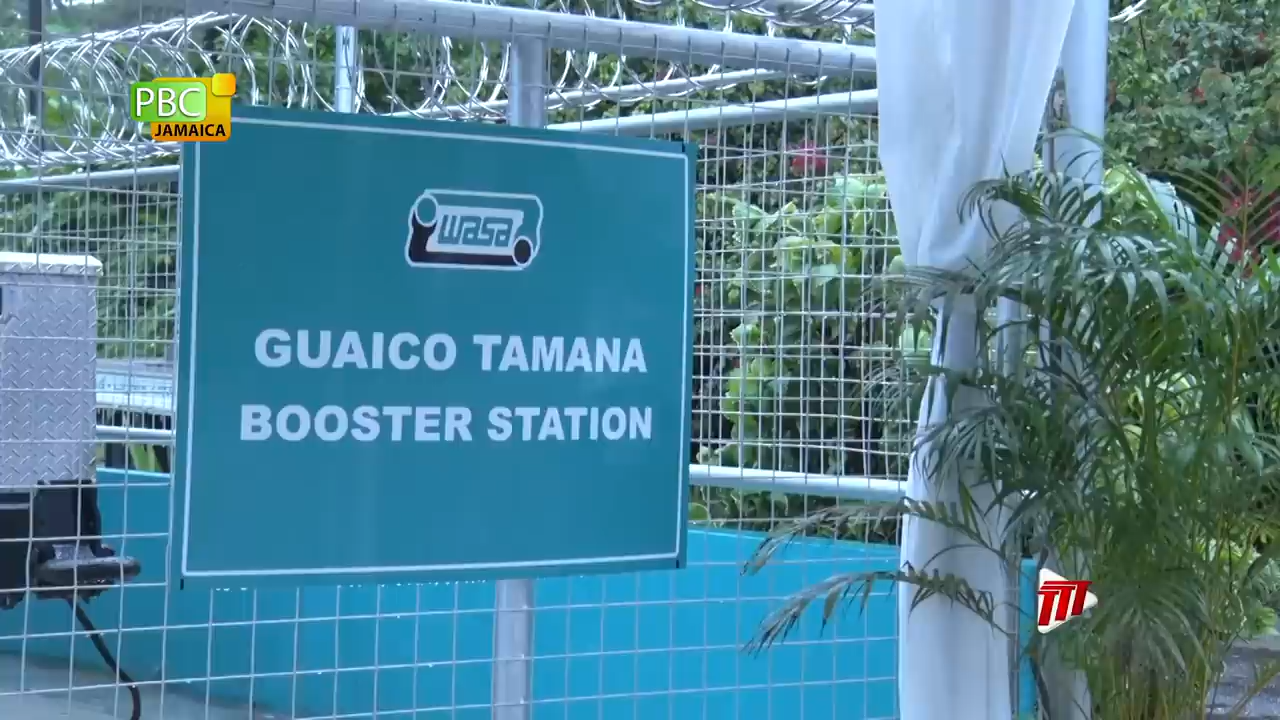 PBC
JAMAICA
wasa
GUAICO TAMANA
BOOSTER STATION